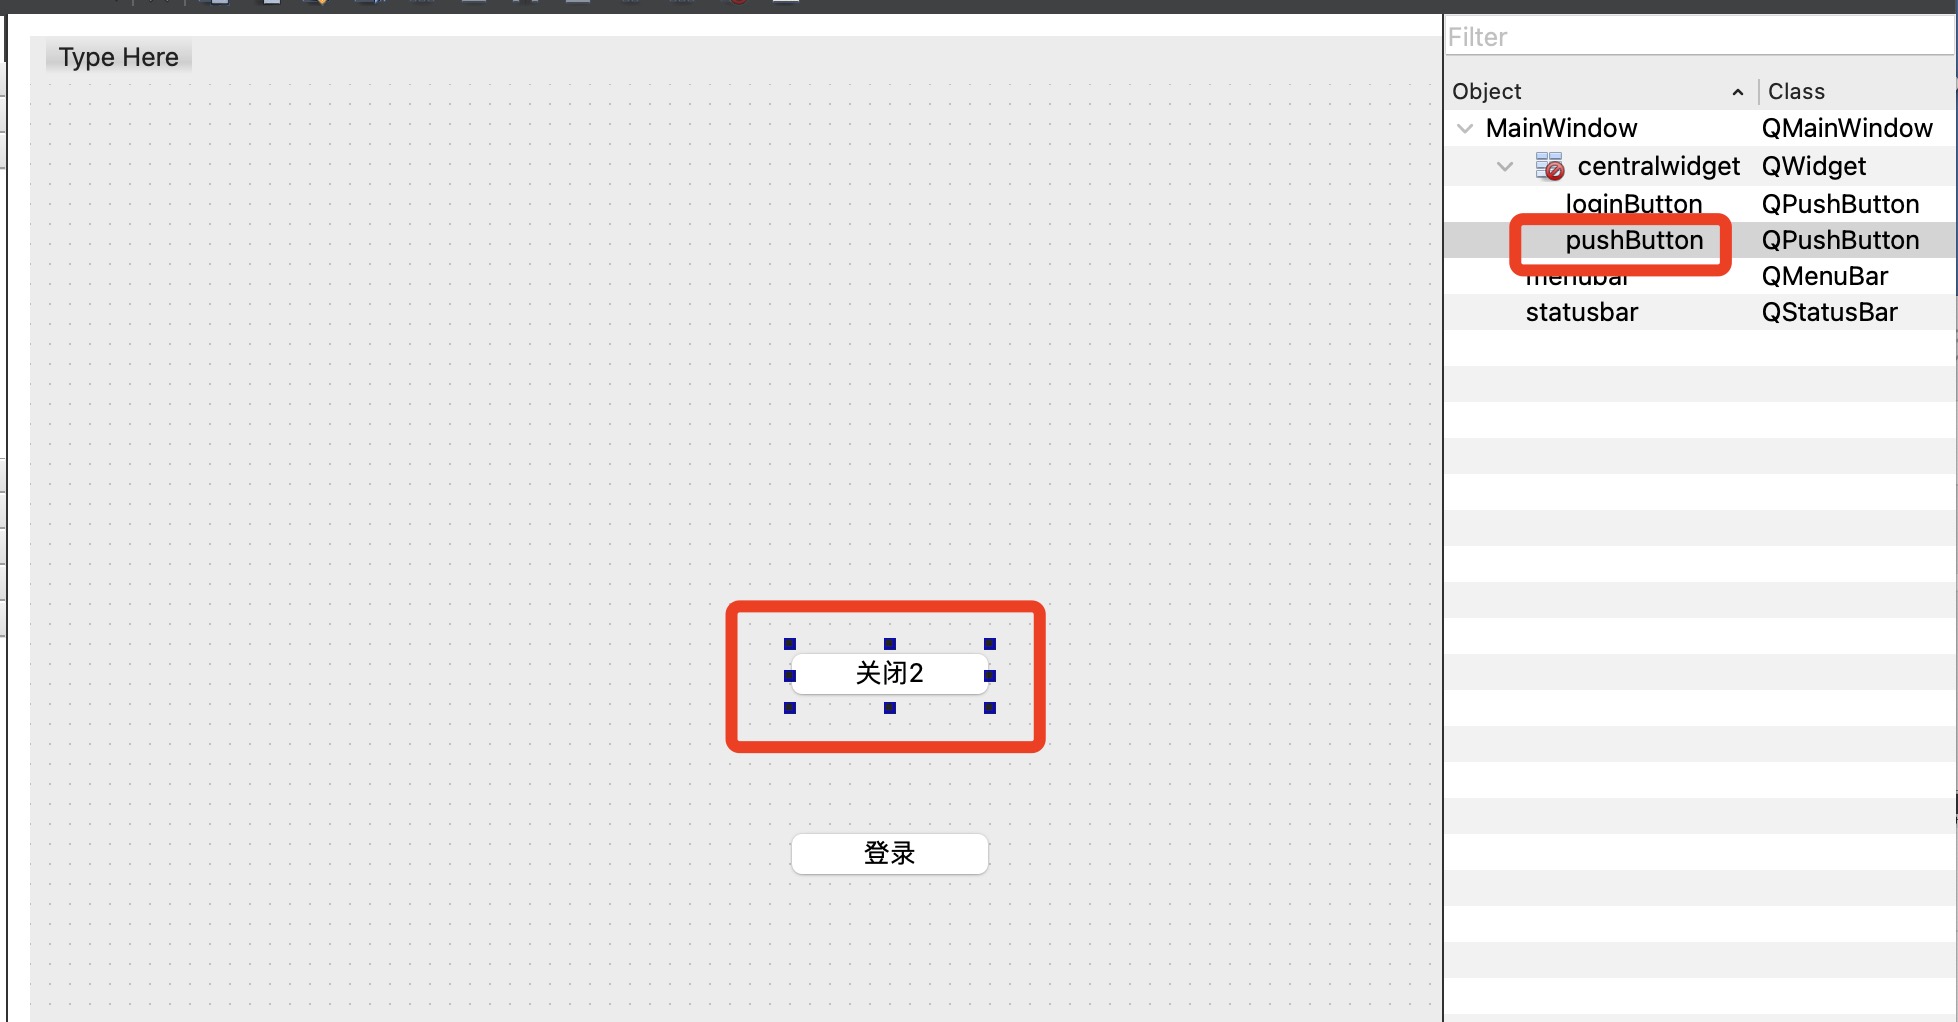 Type Here
Filter
Object Class
MainWindow QMainWindow
centralwidget QWidget
loginButton QPushButton
pushButton QPushButton
menubar QMenuBar
statusbar QStatusBar
关闭2
登录